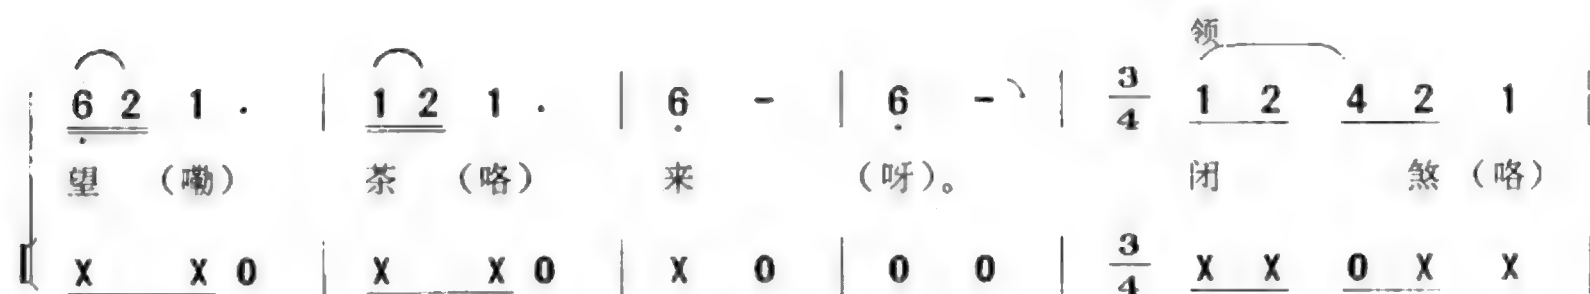 领
6 2 1 · | 1 2 1 · | 6 - | 6 - | 3/4 1 2 4 2 1
望 (嘞) 茶 (咯) 来 (呀)。 闭 煞 (咯)
X X 0 | X X 0 | X 0 | 0 0 | 3/4 X X 0 X X